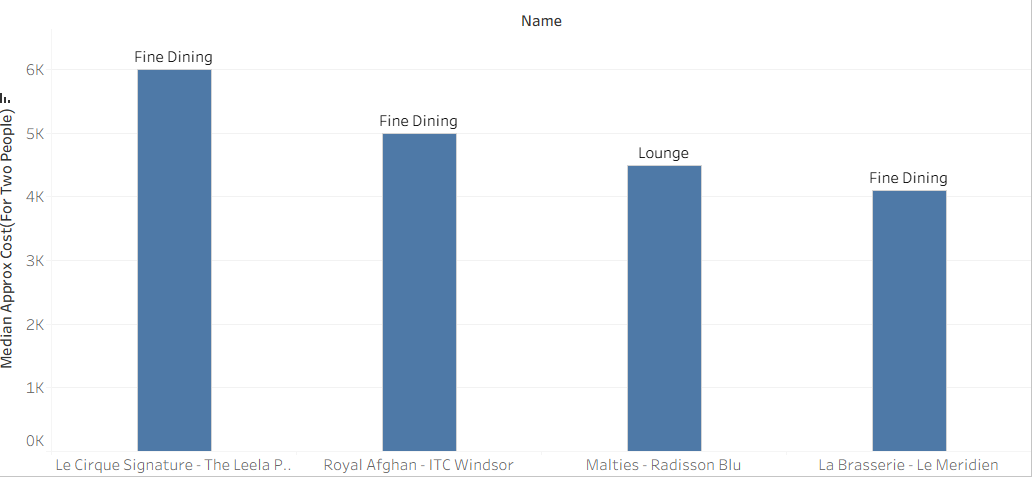 Name
Median Approx Cost(For Two People)
6K
5K
4K
3K
2K
1K
0K
Fine Dining
Fine Dining
Lounge
Fine Dining
Le Cirque Signature - The Leela P..
Royal Afghan - ITC Windsor
Malties - Radisson Blu
La Brasserie - Le Meridien